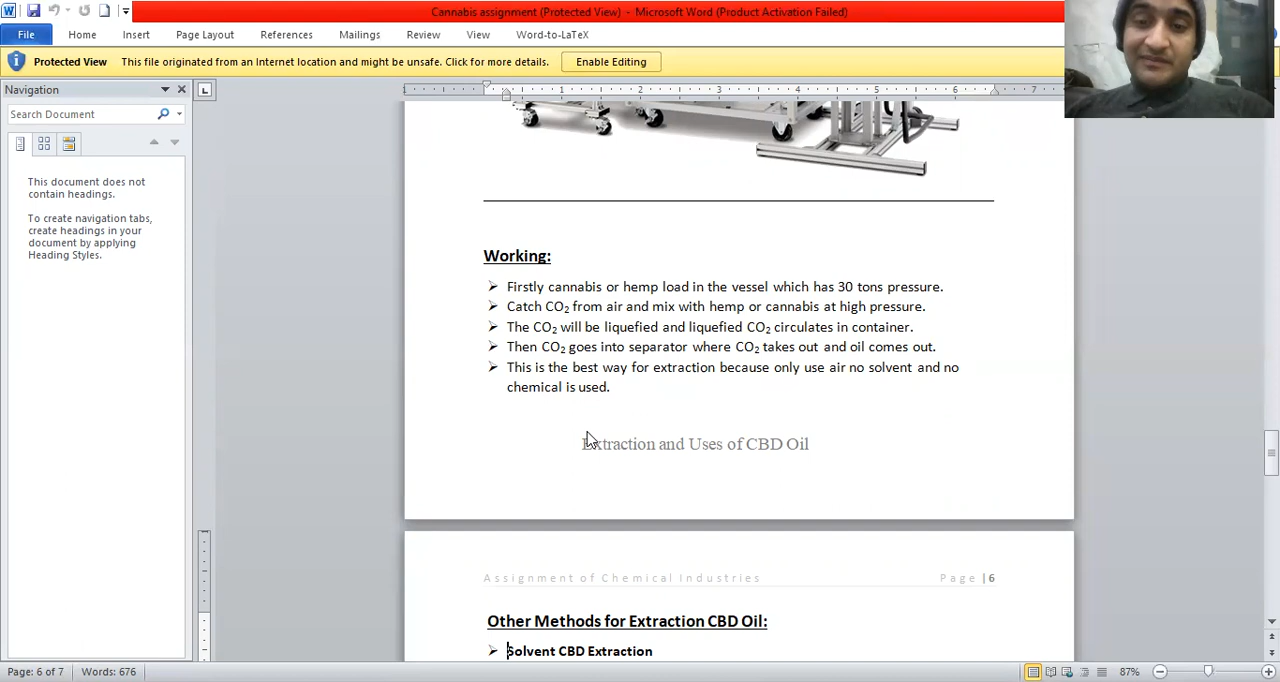 Cannabis assignment (Protected View) - Microsoft Word (Product Activation Failed)
File Home Insert Page Layout References Mailings Review View Word-to-LaTeX
Protected View This file originated from an Internet location and might be unsafe. Click for more details. Enable Editing
Navigation
Search Document
This document does not
contain headings.
To create navigation tabs,
create headings in your
document by applying
Heading Styles.
1 1 2 3 4 5 6 7
Working:
➢ Firstly cannabis or hemp load in the vessel which has 30 tons pressure.
➢ Catch CO₂ from air and mix with hemp or cannabis at high pressure.
➢ The CO₂ will be liquefied and liquefied CO₂ circulates in container.
➢ Then CO₂ goes into separator where CO₂ takes out and oil comes out.
➢ This is the best way for extraction because only use air no solvent and no
chemical is used.
Extraction and Uses of CBD Oil
Assignment of Chemical Industries Page |6
Other Methods for Extraction CBD Oil:
➢ Solvent CBD Extraction
Page: 6 of 7 Words: 676 87%